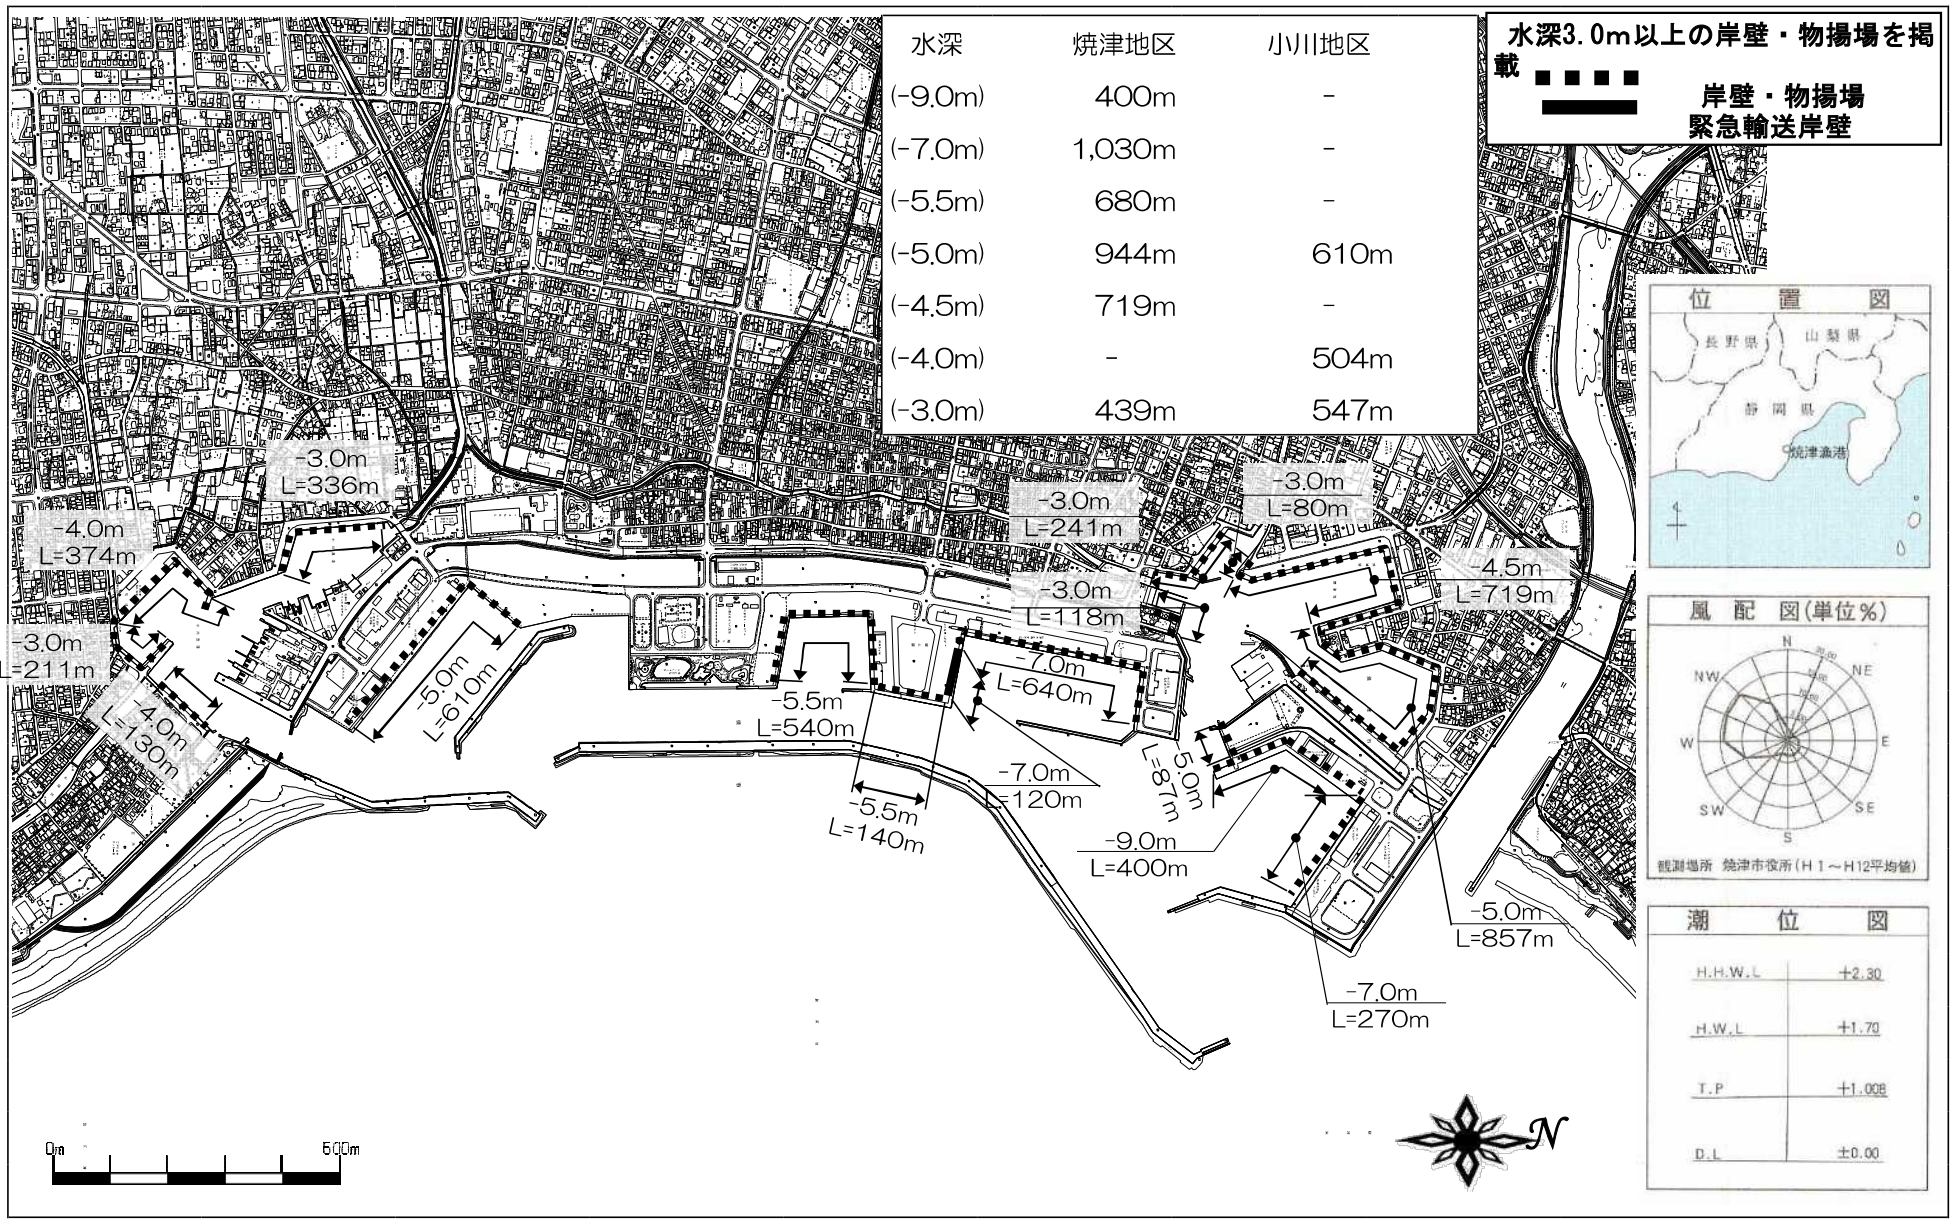 水深 焼津地区 小川地区
(-9.0m) 400m -
(-7.0m) 1,030m -
(-5.5m) 680m -
(-5.0m) 944m 610m
(-4.5m) 719m -
(-4.0m) - 504m
(-3.0m) 439m 547m
水深3.0m以上の岸壁・物揚場を掲
載
岸壁・物揚場
緊急輸送岸壁
-3.0m
L=336m
-4.0m
L=374m
-3.0m
L=211m
-4.0m
L=130m
-5.0m
L=610m
-5.5m
L=540m
-5.5m
L=140m
-3.0m
L=241m
-3.0m
L=80m
-3.0m
L=118m
-4.5m
L=719m
-7.0m
L=640m
-7.0m
L=120m
-5.0m
L=87m
-9.0m
L=400m
-5.0m
L=857m
-7.0m
L=270m
位置図
長野県
山梨県
静岡県
焼津漁港
風配図(単位%)
N
NW
NE
W
E
SW
SE
S
観測場所 焼津市役所(H1~H12平均値)
潮位図
H.H.W.L +2.30
H.W.L +1.70
T.P +1.008
D.L ±0.00
0m 500m
N